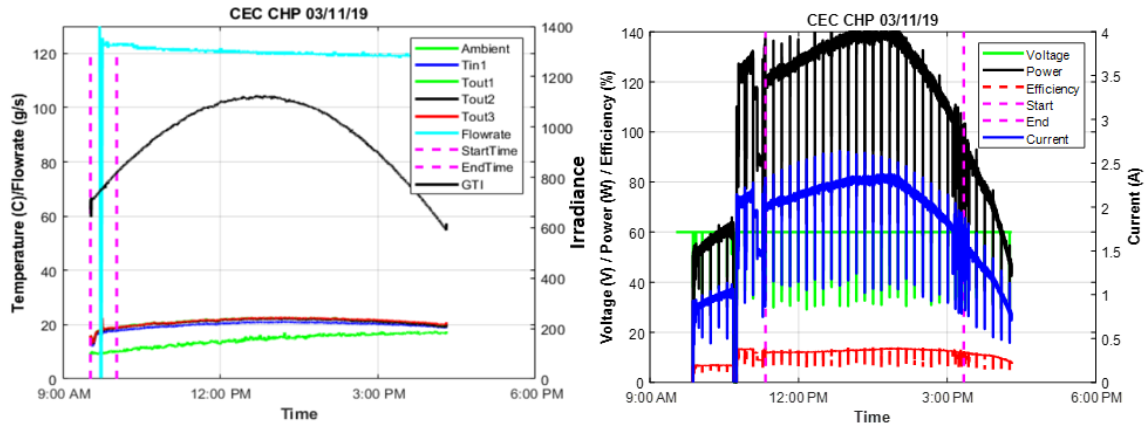 CEC CHP 03/11/19
Temperature (C)/Flowrate (g/s)
120
100
80
60
40
20
0
1400
1200
1000
800
600
400
200
0
Irradiance
Ambient
Tin1
Tout1
Tout2
Tout3
Flowrate
StartTime
EndTime
GTI
9:00 AM
12:00 PM
3:00 PM
6:00 PM
Time
CEC CHP 03/11/19
Voltage (V) / Power (W) / Efficiency (%)
140
120
100
80
60
40
20
0
4
3.5
3
2.5
2
1.5
1
0.5
0
Current (A)
Voltage
Power
Efficiency
Start
End
Current
9:00 AM
12:00 PM
3:00 PM
6:00 PM
Time